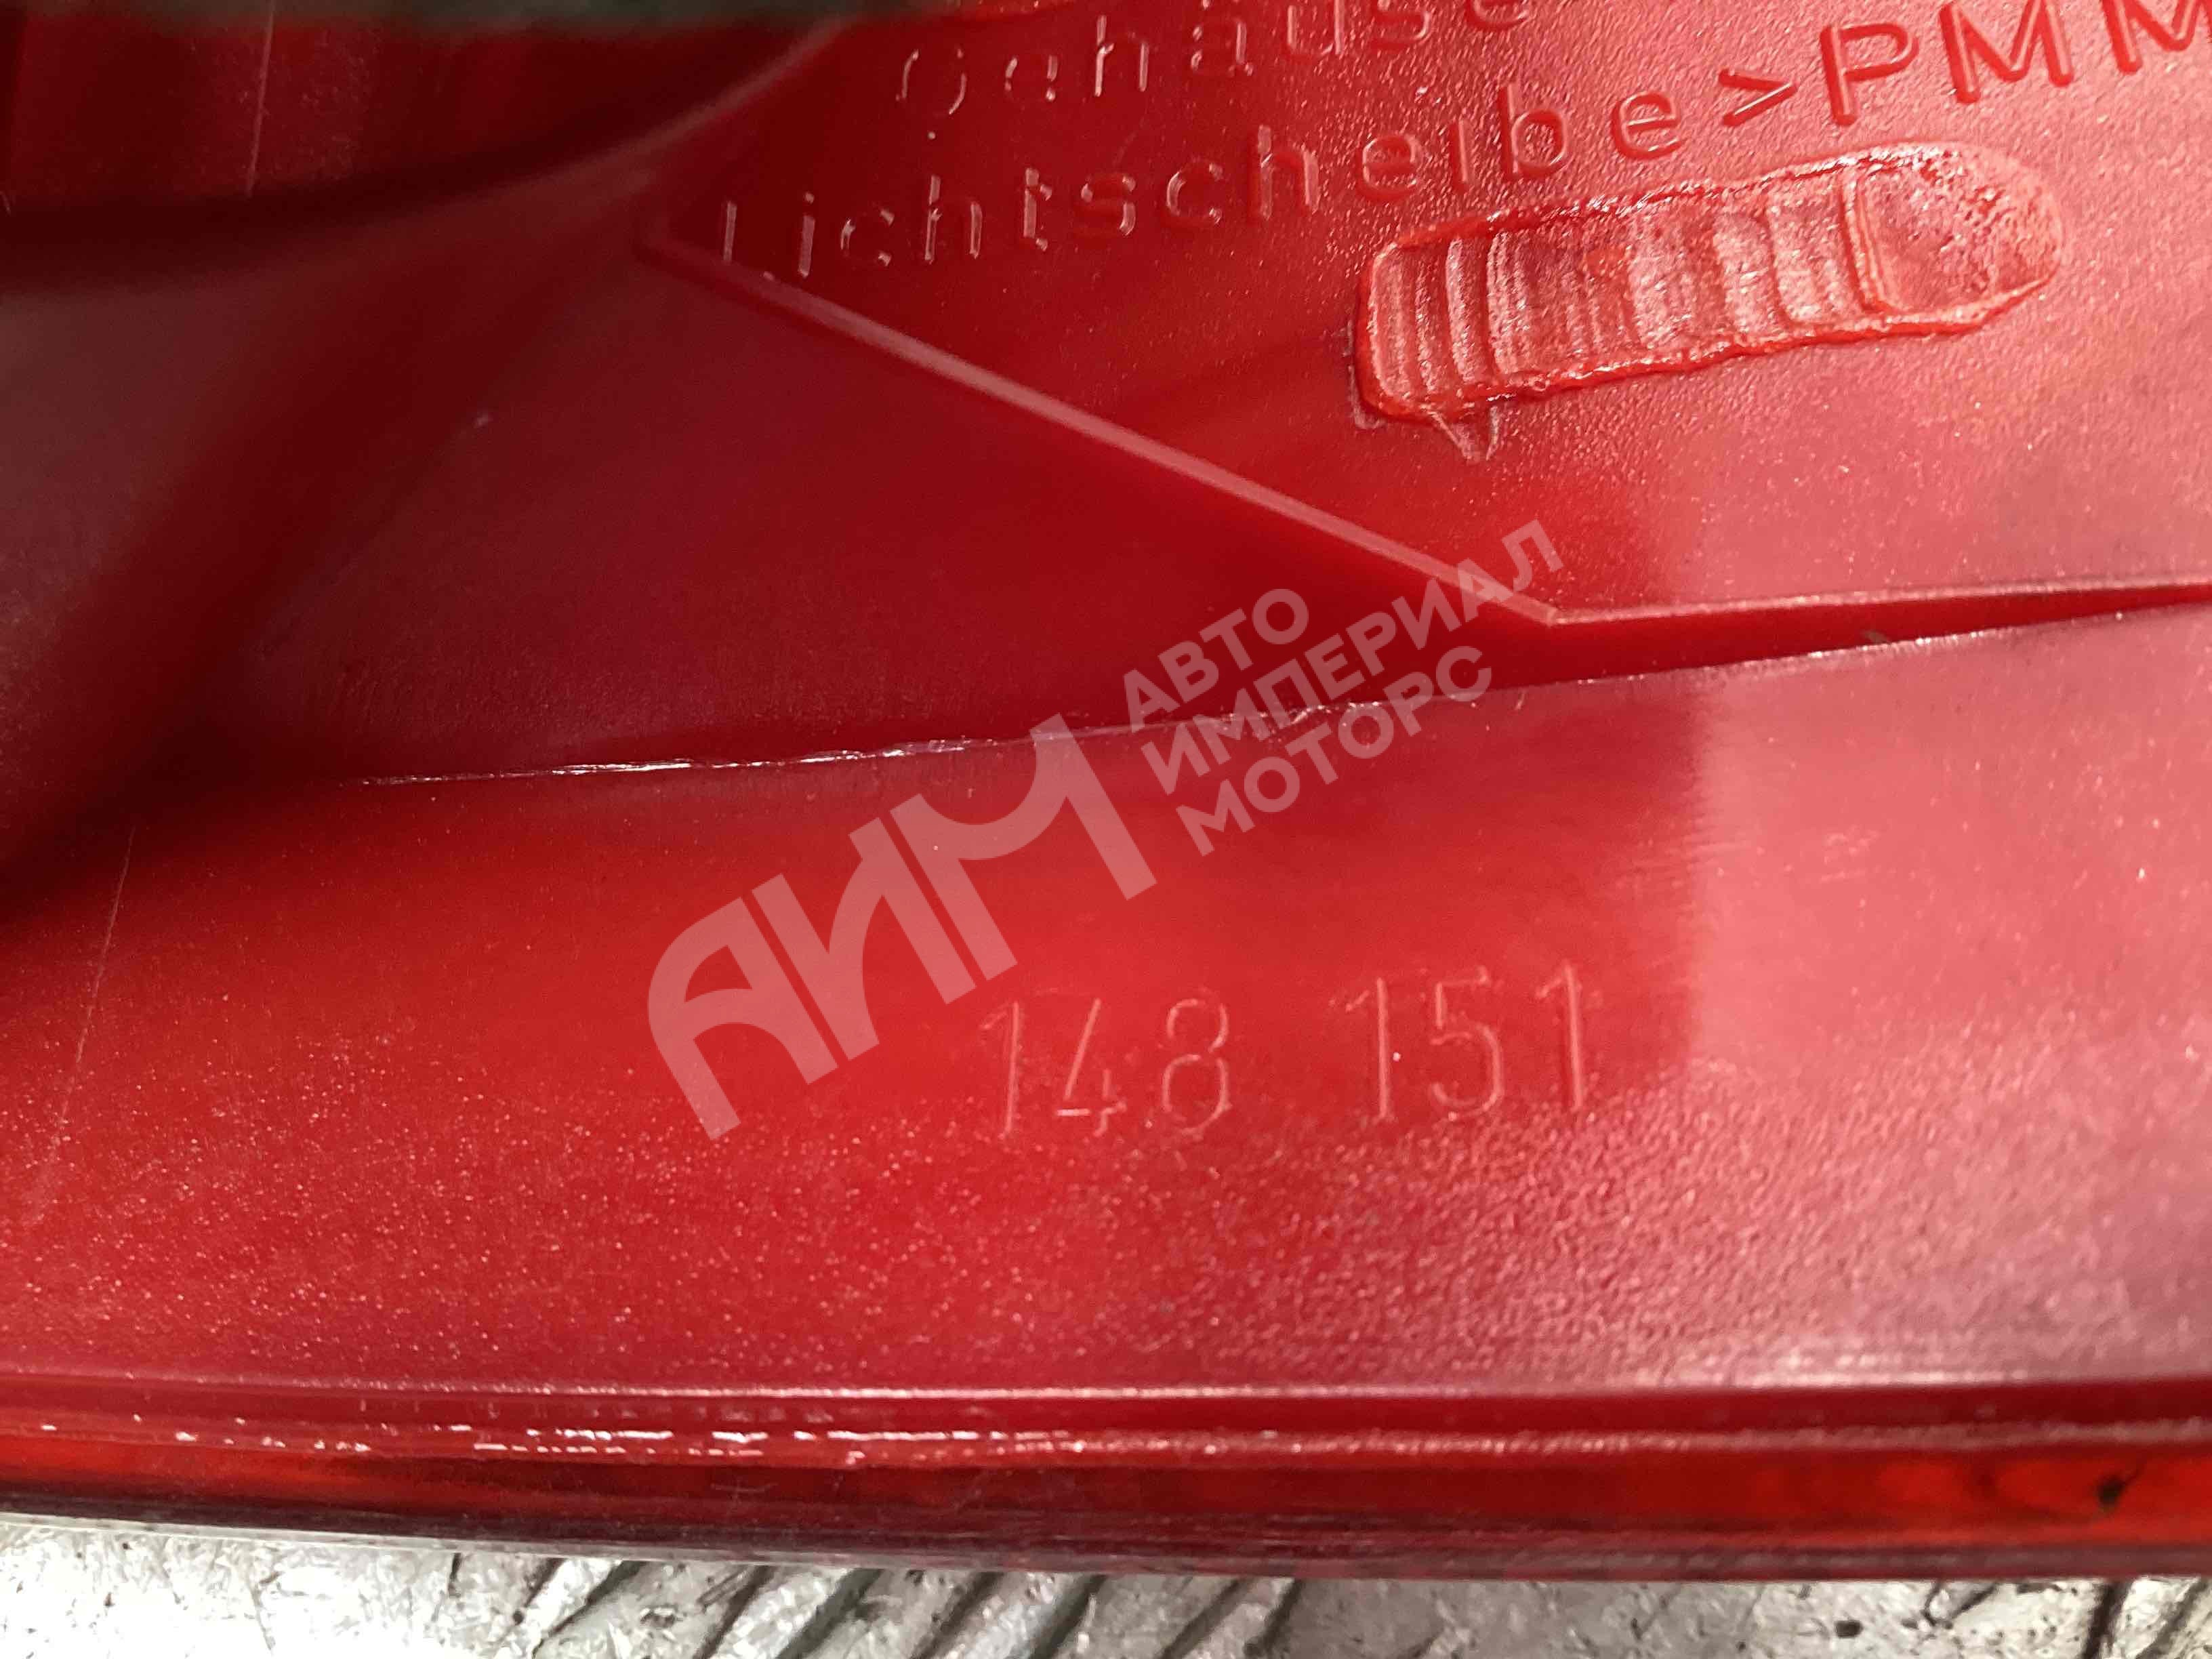 Gehäuse
Lichtscheibe>PMM
АИМ
АВТО
ИМПЕРИАЛ
МОТОРС
148 151